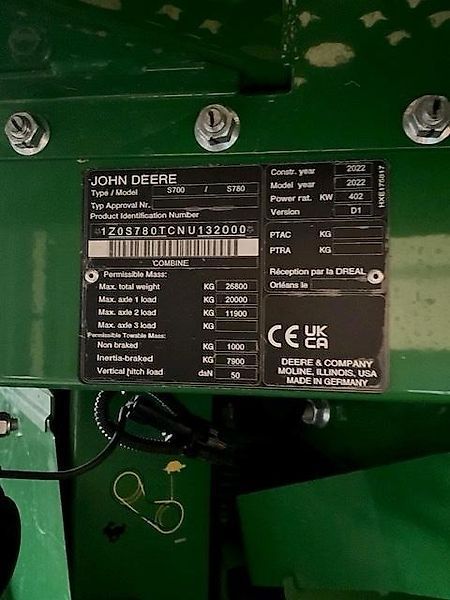 JOHN DEERE
Type / Model S700 / S780
Typ Approval Nr.
Product Identification Number
*1Z0S780TCNU132000*
COMBINE
Permissible Mass:
Max. total weight KG 26800
Max. axle 1 load KG 20000
Max. axle 2 load KG 11900
Max. axle 3 load KG
Permissible Towable Mass:
Non braked KG 1000
Inertia-braked KG 7900
Vertical hitch load daN 50
Constr. year 2022
Model year 2022
Power rat. KW 402
Version D1
HXE175817
PTAC KG
PTRA KG
Réception par la DREAL
Orléans le
CE UK
CA
DEERE & COMPANY
MOLINE, ILLINOIS, USA
MADE IN GERMANY